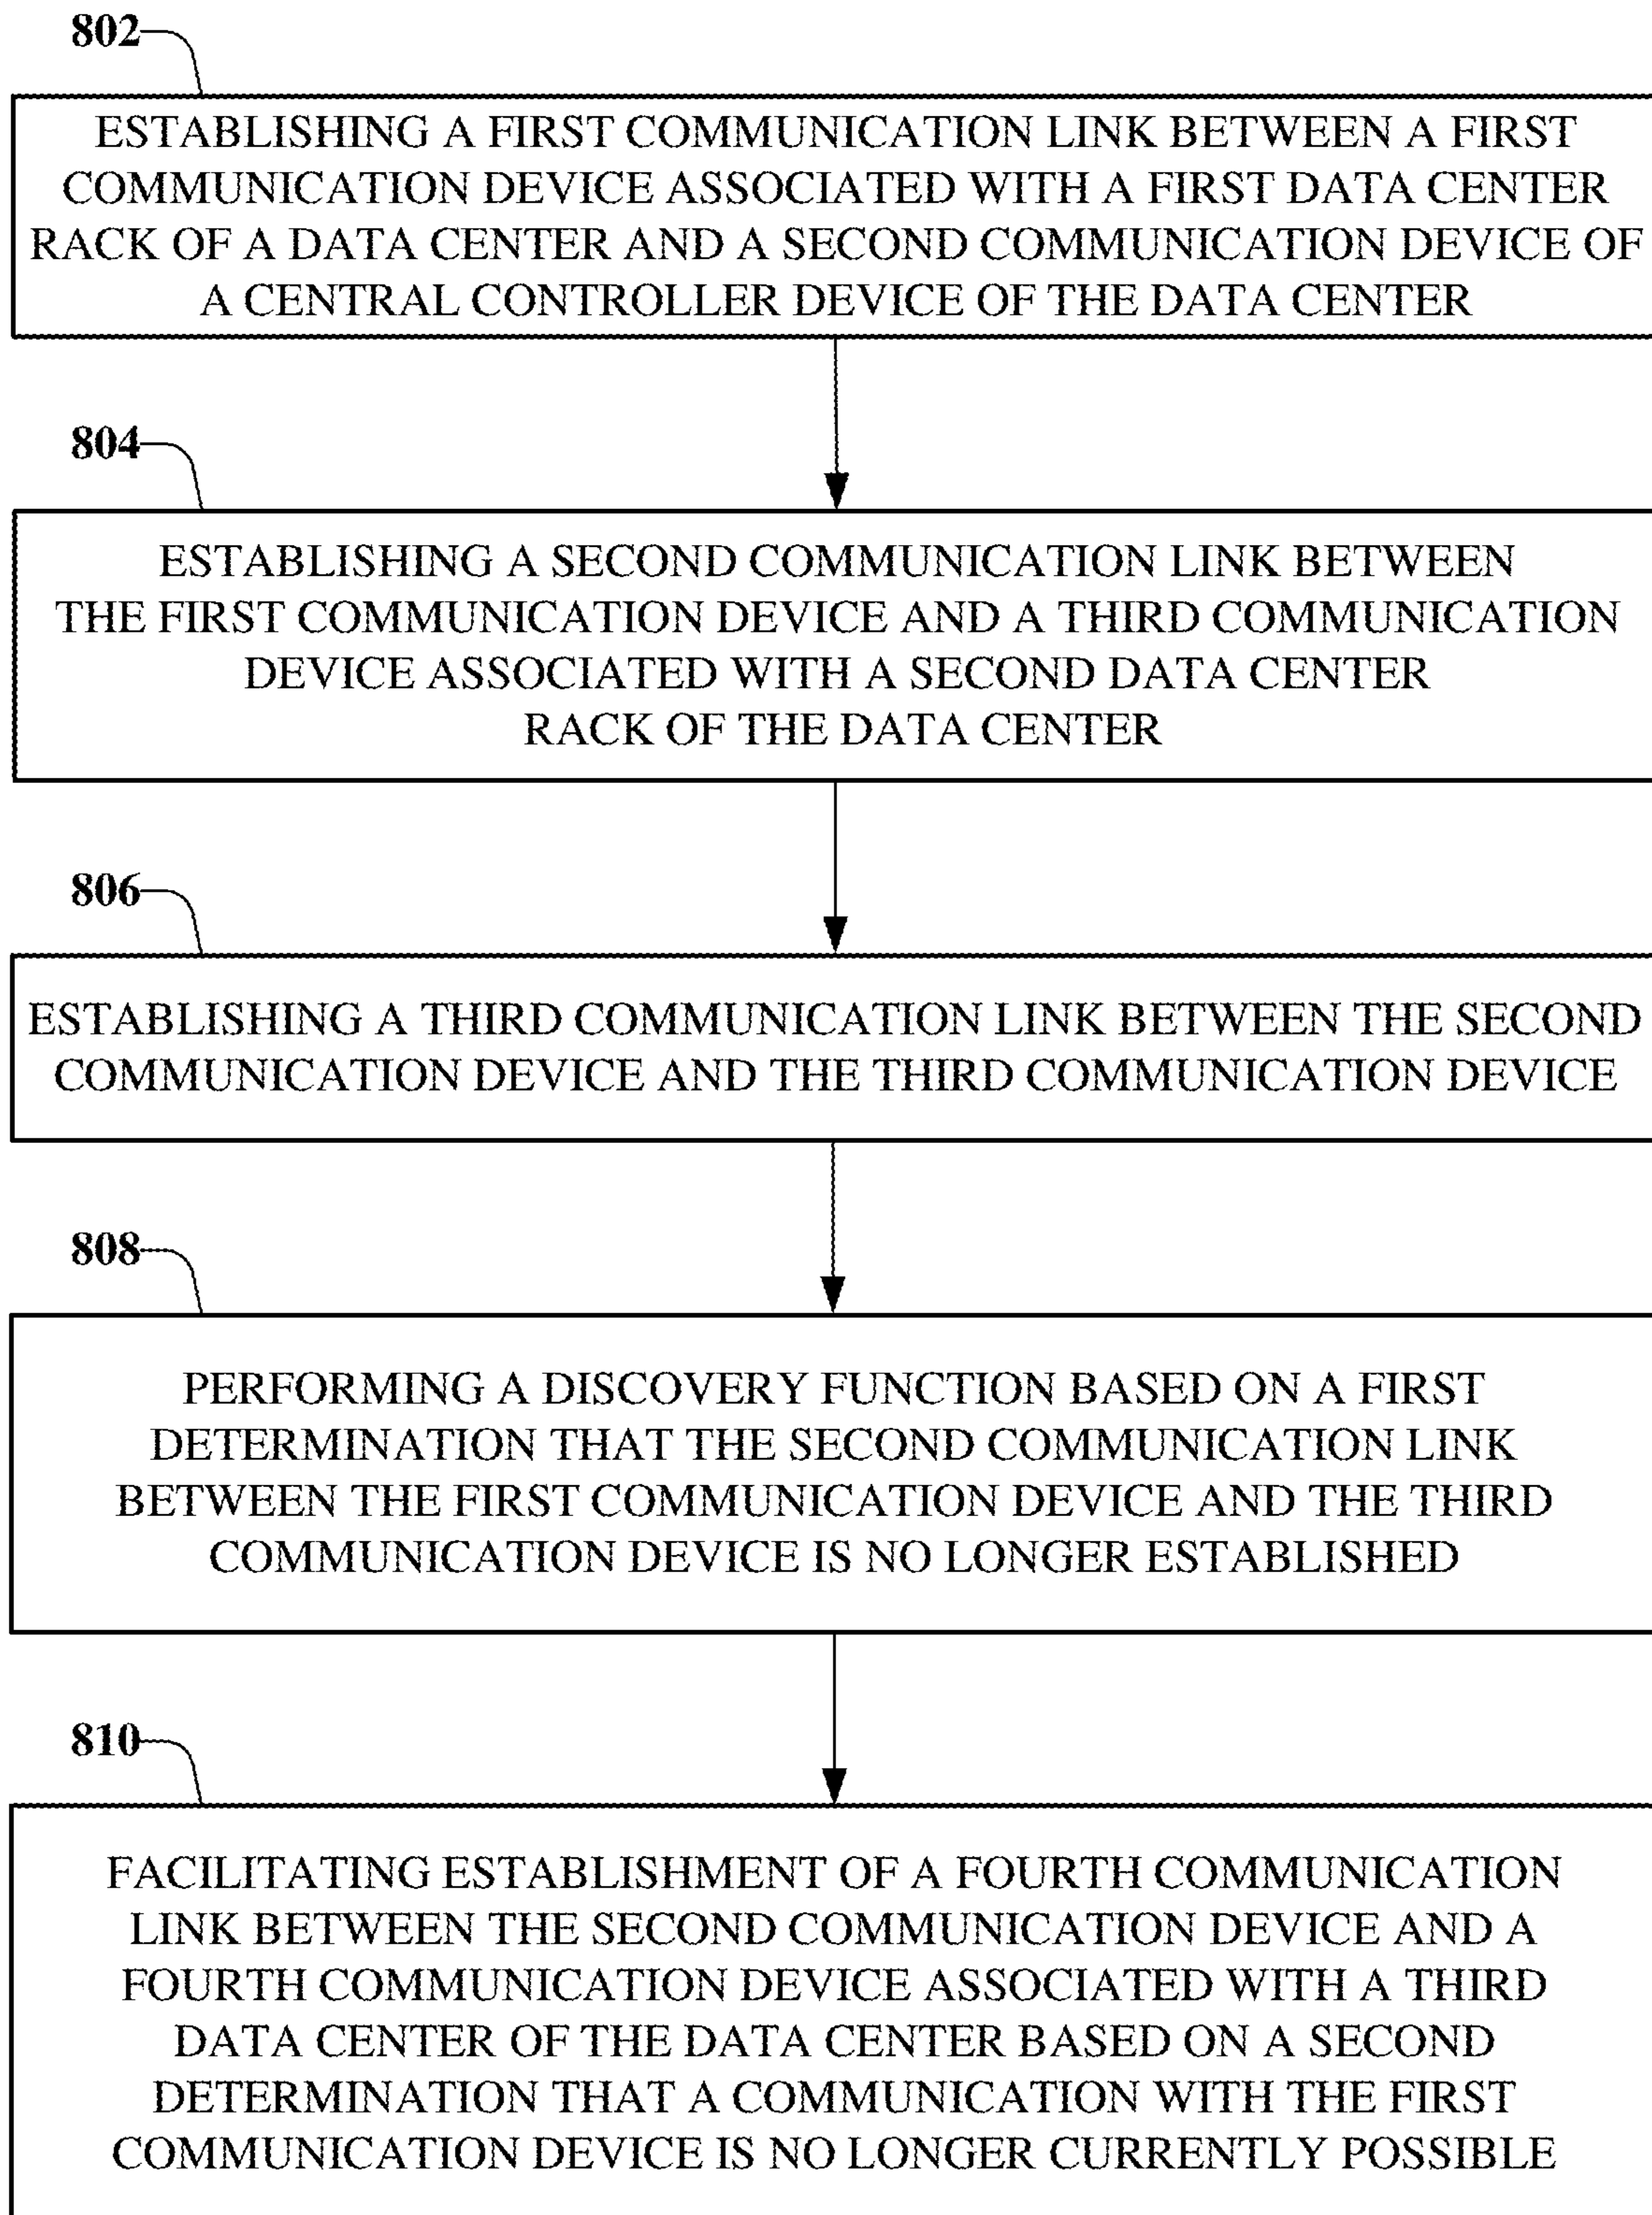 802
ESTABLISHING A FIRST COMMUNICATION LINK BETWEEN A FIRST
COMMUNICATION DEVICE ASSOCIATED WITH A FIRST DATA CENTER
RACK OF A DATA CENTER AND A SECOND COMMUNICATION DEVICE OF
A CENTRAL CONTROLLER DEVICE OF THE DATA CENTER
804
ESTABLISHING A SECOND COMMUNICATION LINK BETWEEN
THE FIRST COMMUNICATION DEVICE AND A THIRD COMMUNICATION
DEVICE ASSOCIATED WITH A SECOND DATA CENTER
RACK OF THE DATA CENTER
806
ESTABLISHING A THIRD COMMUNICATION LINK BETWEEN THE SECOND
COMMUNICATION DEVICE AND THE THIRD COMMUNICATION DEVICE
808
PERFORMING A DISCOVERY FUNCTION BASED ON A FIRST
DETERMINATION THAT THE SECOND COMMUNICATION LINK
BETWEEN THE FIRST COMMUNICATION DEVICE AND THE THIRD
COMMUNICATION DEVICE IS NO LONGER ESTABLISHED
810
FACILITATING ESTABLISHMENT OF A FOURTH COMMUNICATION
LINK BETWEEN THE SECOND COMMUNICATION DEVICE AND A
FOURTH COMMUNICATION DEVICE ASSOCIATED WITH A THIRD
DATA CENTER OF THE DATA CENTER BASED ON A SECOND
DETERMINATION THAT A COMMUNICATION WITH THE FIRST
COMMUNICATION DEVICE IS NO LONGER CURRENTLY POSSIBLE